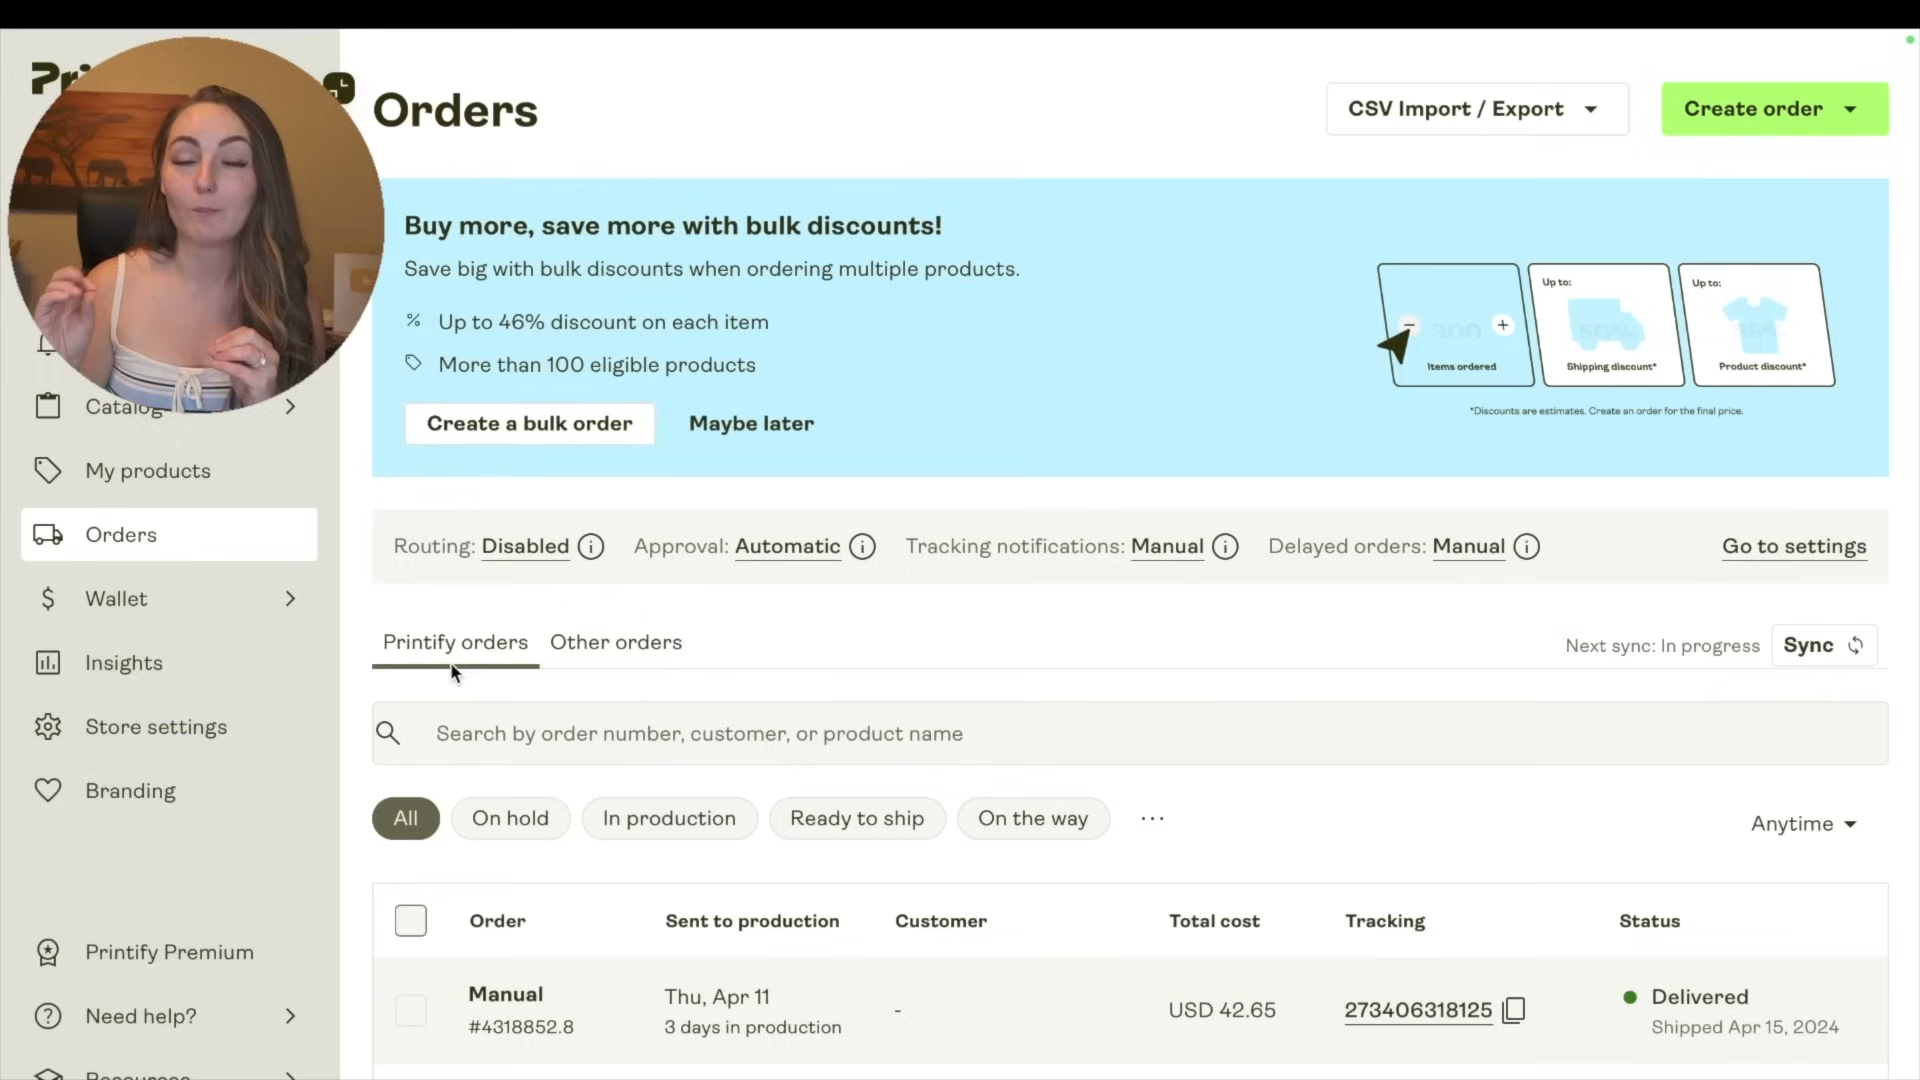 Orders
CSV Import / Export
Create order
Buy more, save more with bulk discounts!
Save big with bulk discounts when ordering multiple products.
% Up to 46% discount on each item
More than 100 eligible products
Create a bulk order
Maybe later
Items ordered
Up to:
Shipping discount*
Up to:
Product discount*
*Discounts are estimates. Create an order for the final price.
Catalog
My products
Orders
Wallet
Insights
Store settings
Branding
Printify Premium
Need help?
Routing: Disabled
Approval: Automatic
Tracking notifications: Manual
Delayed orders: Manual
Go to settings
Printify orders
Other orders
Next sync: In progress
Sync
Search by order number, customer, or product name
All
On hold
In production
Ready to ship
On the way
...
Anytime
Order
Sent to production
Customer
Total cost
Tracking
Status
Manual
#4318852.8
Thu, Apr 11
3 days in production
-
USD 42.65
273406318125
Delivered
Shipped Apr 15, 2024